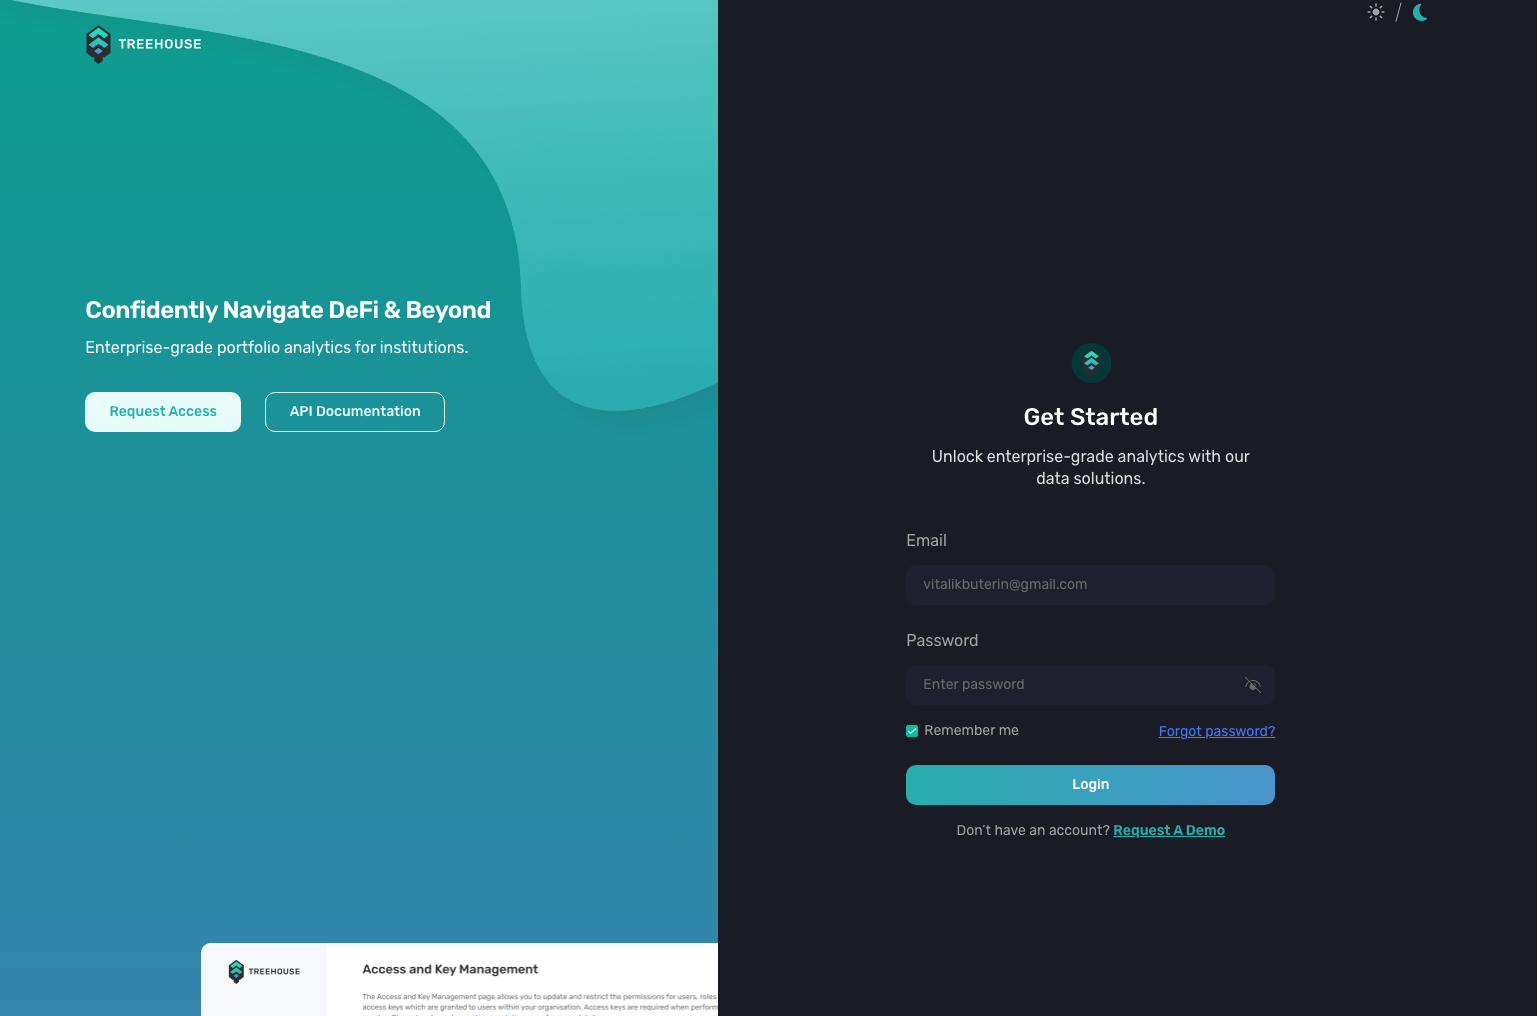 TREEHOUSE
Confidently Navigate DeFi & Beyond
Enterprise-grade portfolio analytics for institutions.
Request Access
API Documentation
TREEHOUSE
Access and Key Management
The Access and Key Management page allows you to update and restrict the permissions for users, roles
access keys which are granted to users within your organisation. Access keys are required when perform
Get Started
Unlock enterprise-grade analytics with our
data solutions.
Email
vitalikbuterin@gmail.com
Password
Enter password
Remember me
Forgot password?
Login
Don't have an account? Request A Demo